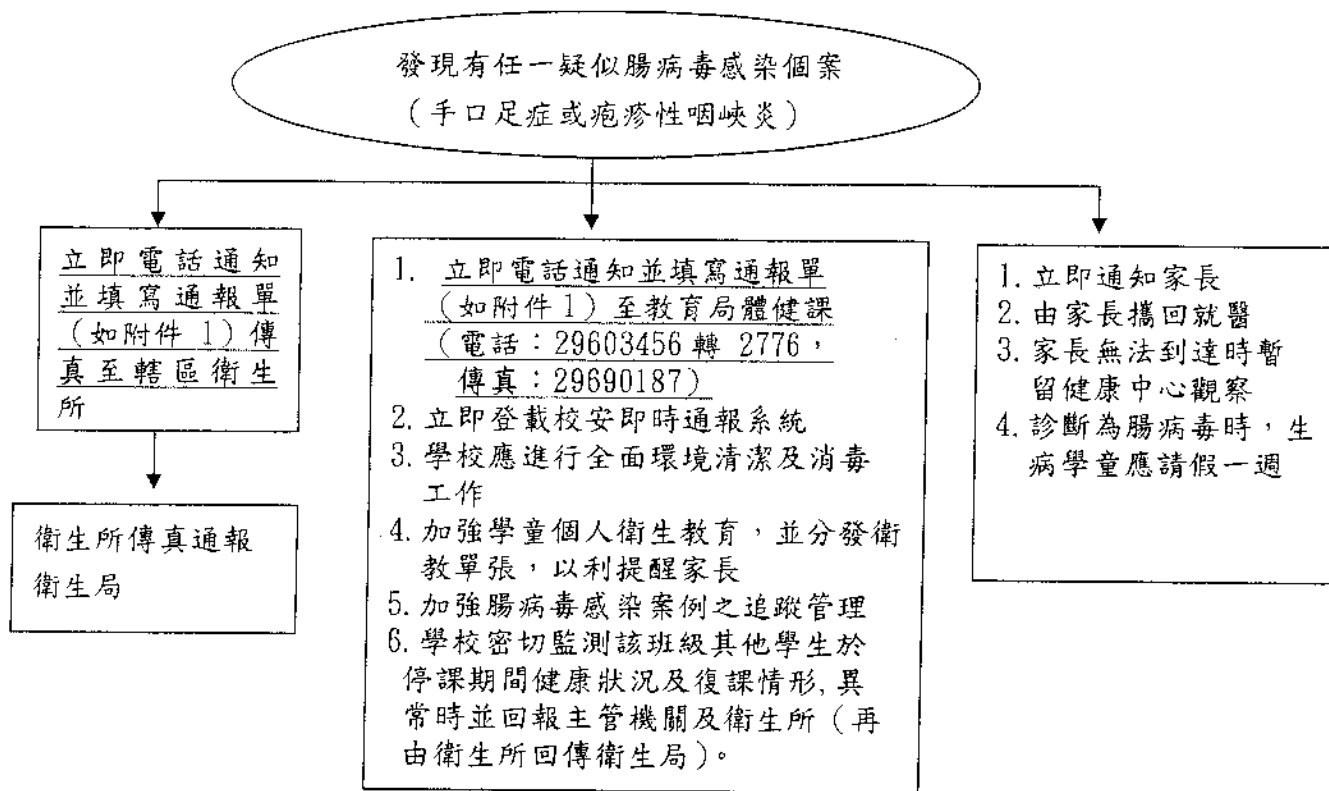 發現有任一疑似腸病毒感染個案
（手口足症或疱疹性咽峽炎）
立即電話通知
並填寫通報單
（如附件 1）傳
真至轄區衛生
所
衛生所傳真通報
衛生局
1. 立即電話通知並填寫通報單
（如附件 1）至教育局體健課
（電話：29603456 轉 2776，
傳真：29690187）
2. 立即登載校安即時通報系統
3. 學校應進行全面環境清潔及消毒
工作
4. 加強學童個人衛生教育，並分發衛
教單張，以利提醒家長
5. 加強腸病毒感染案例之追蹤管理
6. 學校密切監測該班級其他學生於
停課期間健康狀況及復課情形, 異
常時並回報主管機關及衛生所（再
由衛生所回傳衛生局）。
1. 立即通知家長
2. 由家長攜回就醫
3. 家長無法到達時暫
留健康中心觀察
4. 診斷為腸病毒時，生
病學童應請假一週